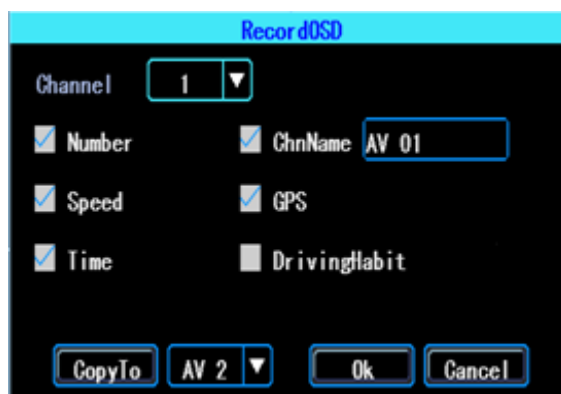 RecordOSD
Channel 1
Number ChnName AV 01
Speed GPS
Time DrivingHabit
CopyTo AV 2 Ok Cancel